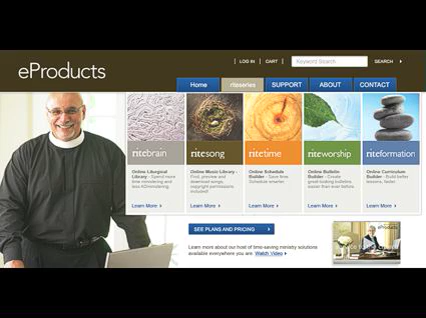 eProducts
LOG IN
CART
Keyword Search
SEARCH
Home
riteseries
SUPPORT
ABOUT
CONTACT
ritebrain
ritesong
ritetime
riteworship
riteformation
Online Liturgical
Library - Spend more
time ministering and
less
Online Music Library -
Find, preview and
download songs,
copyright permissions
included!
Online Schedule
Builder - Save time
Schedule smarter.
Online Bulletin
Builder - Create
great-looking bulletins
easier than ever before.
Online Curriculum
Builder - Build better
lessons, faster
Learn More
Learn More
Learn More
Learn More
Learn More
SEE PLANS AND PRICING
Learn more about our host of time-saving ministry solutions
available everywhere you are. Watch Video
eProducts